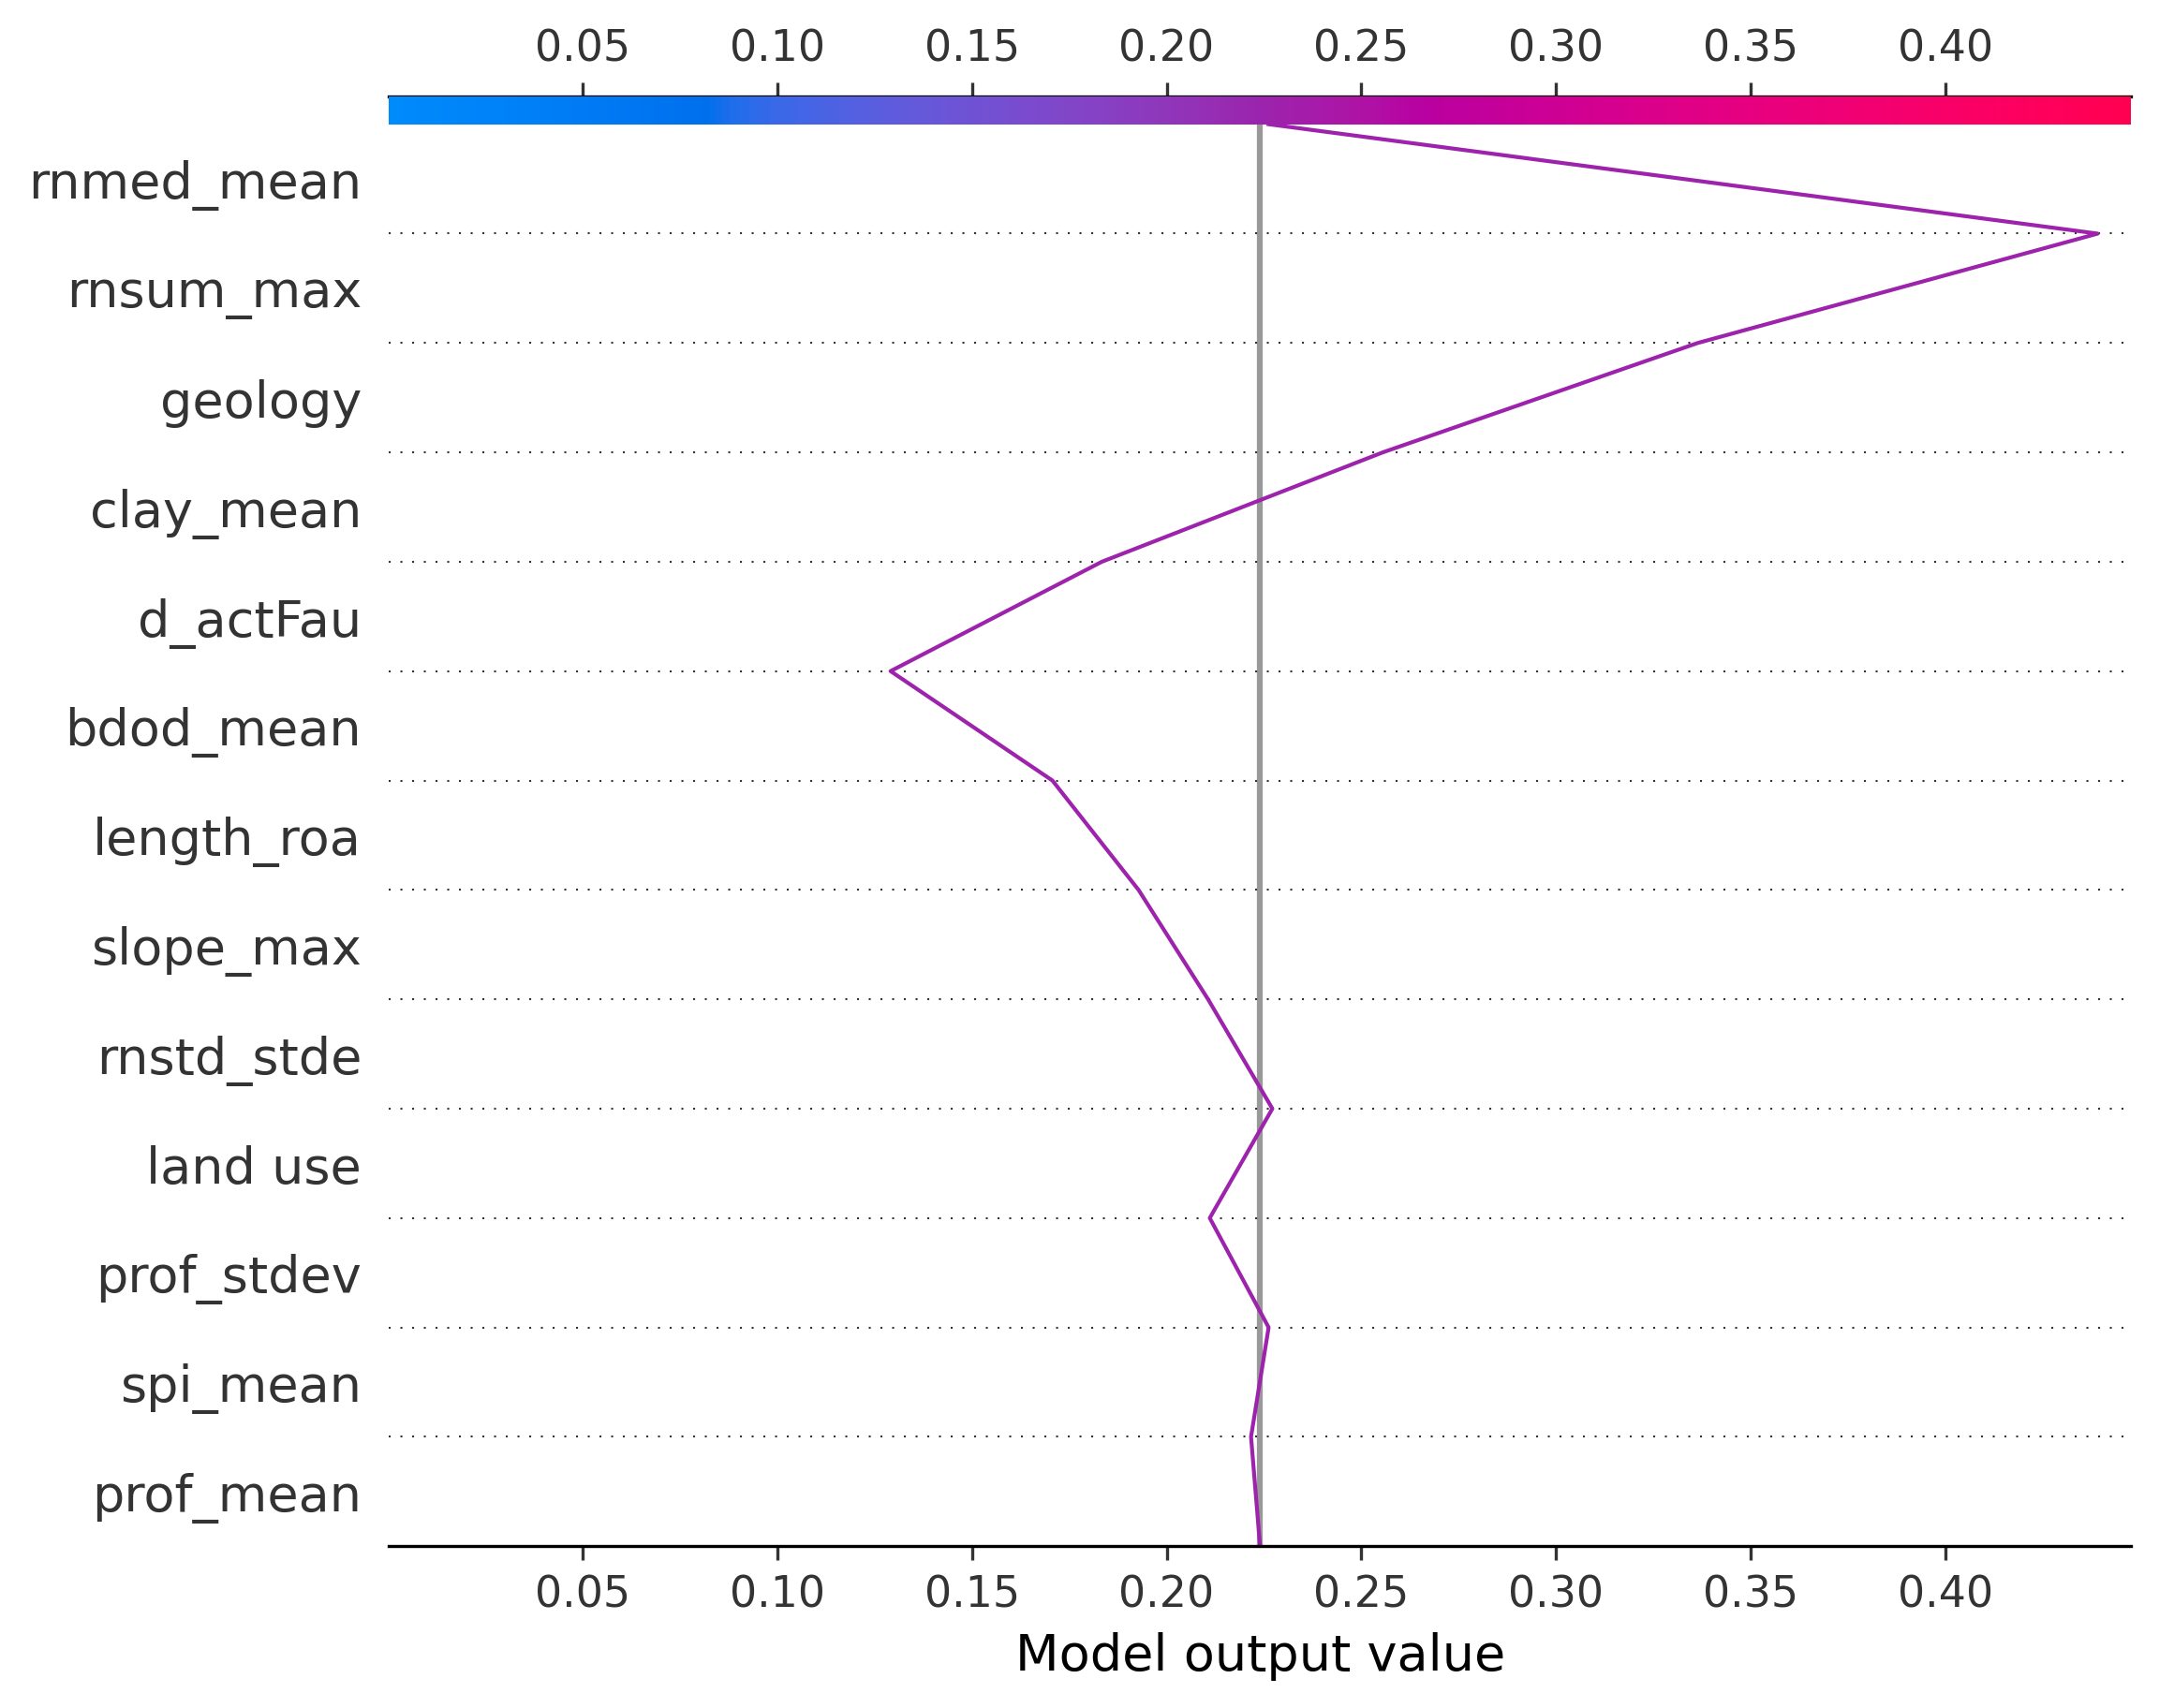 0.05 0.10 0.15 0.20 0.25 0.30 0.35 0.40
rnmed_mean
rnsum_max
geology
clay_mean
d_actFau
bdod_mean
length_roa
slope_max
rnstd_stde
land use
prof_stdev
spi_mean
prof_mean
0.05 0.10 0.15 0.20 0.25 0.30 0.35 0.40
Model output value